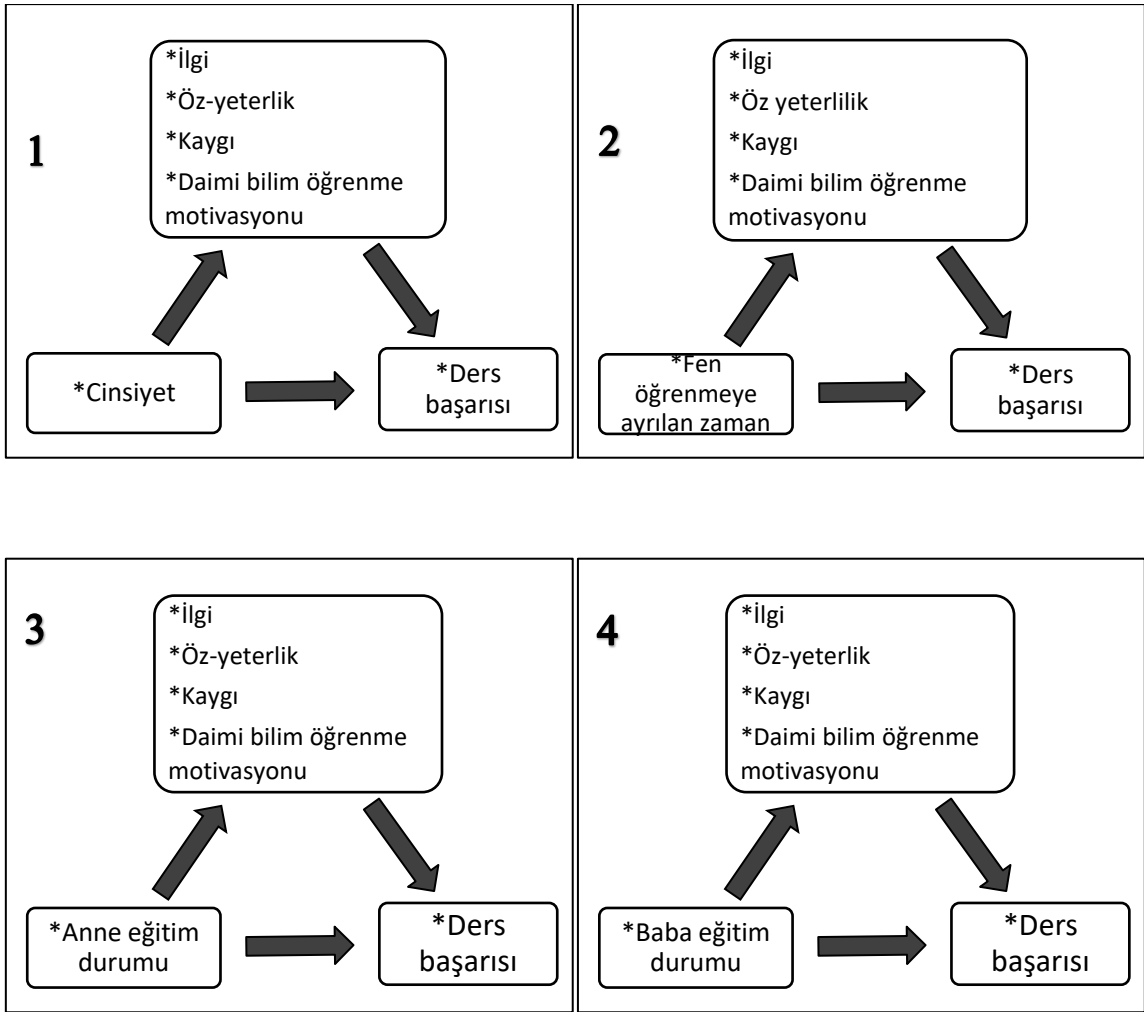 1
*İlgi
*Öz-yeterlik
*Kaygı
*Daimi bilim öğrenme
motivasyonu
*Cinsiyet
*Ders
başarısı
2
*İlgi
*Öz yeterlilik
*Kaygı
*Daimi bilim öğrenme
motivasyonu
*Fen
öğrenmeye
ayrılan zaman
*Ders
başarısı
3
*İlgi
*Öz-yeterlik
*Kaygı
*Daimi bilim öğrenme
motivasyonu
*Anne eğitim
durumu
*Ders
başarısı
4
*İlgi
*Öz-yeterlik
*Kaygı
*Daimi bilim öğrenme
motivasyonu
*Baba eğitim
durumu
*Ders
başarısı